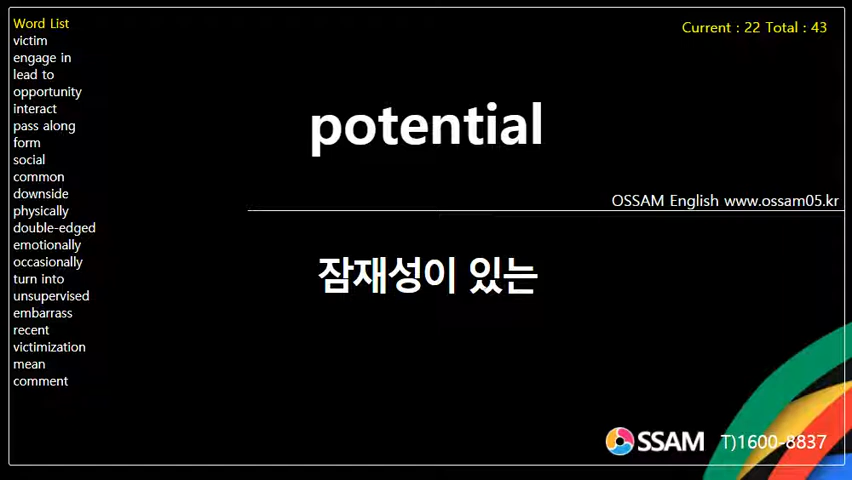 Word List
victim
engage in
lead to
opportunity
interact
pass along
form
social
common
downside
physically
double-edged
emotionally
occasionally
turn into
unsupervised
embarrass
recent
victimization
mean
comment
Current : 22 Total : 43
potential
OSSAM English www.ossam05.kr
잠재성이 있는
OSSAM T)1600-8837